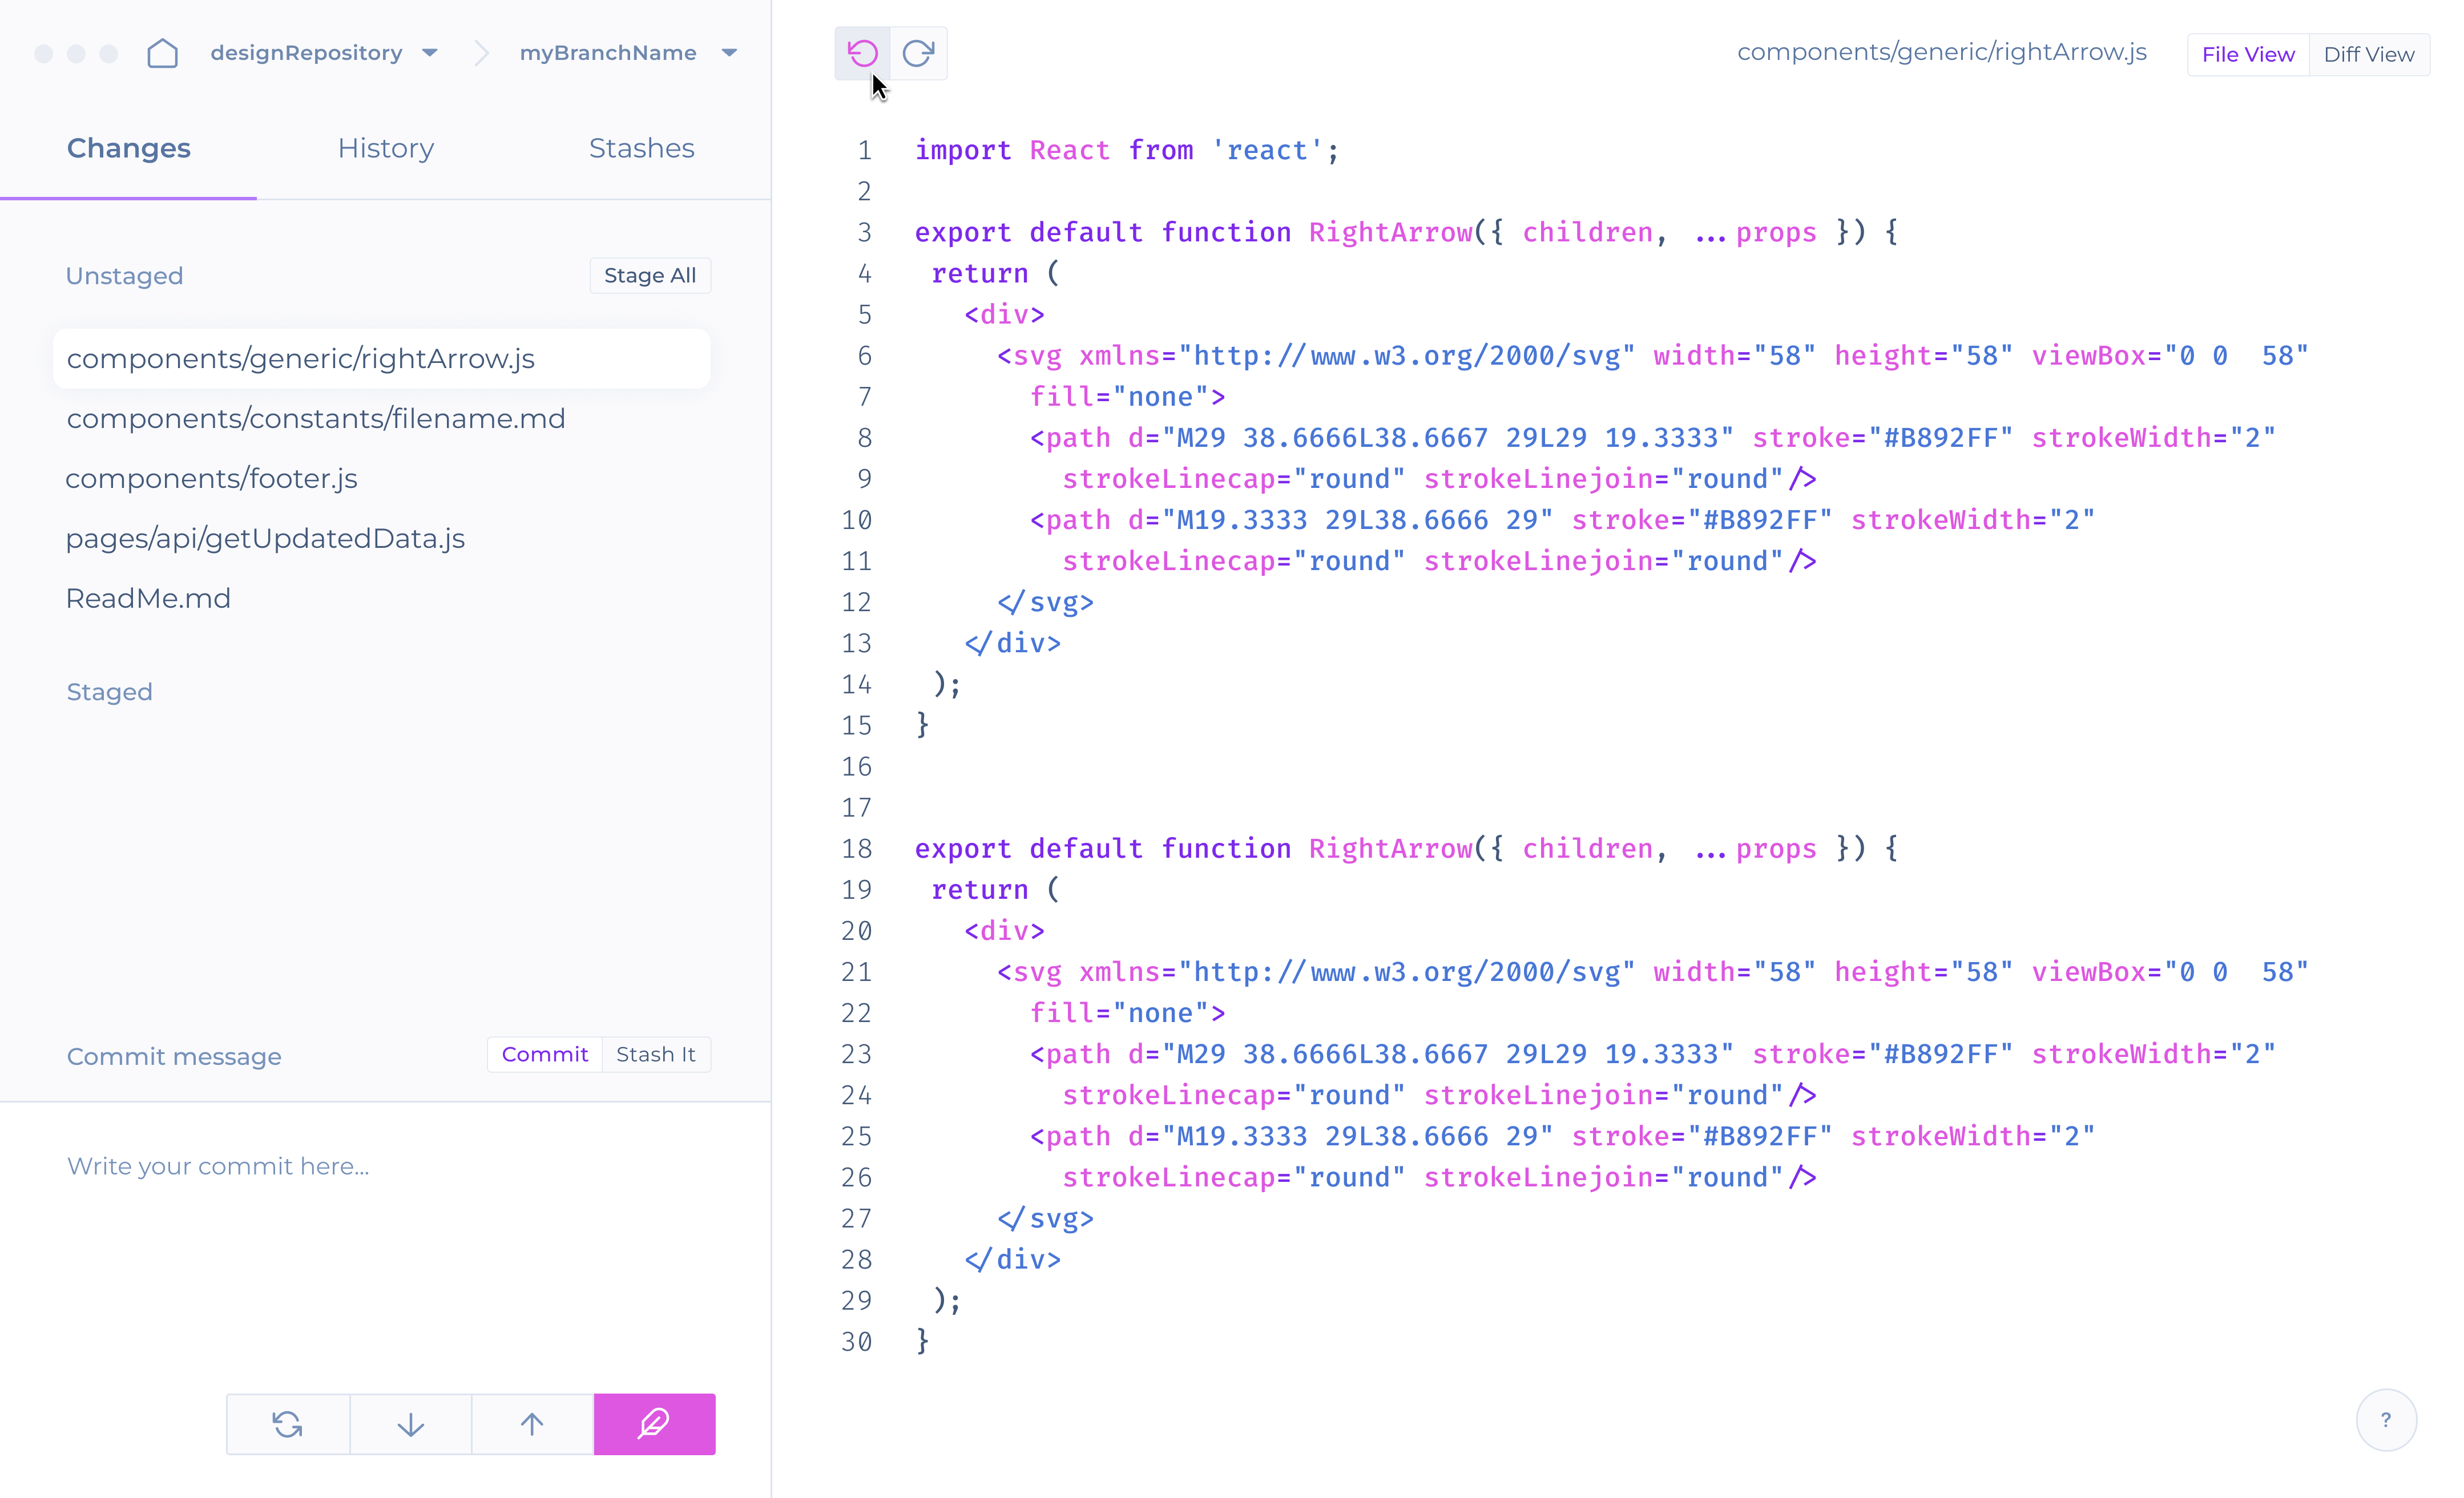 designRepository
myBranchName
Changes
History
Stashes
Unstaged
Stage All
components/generic/rightArrow.js
components/constants/filename.md
components/footer.js
pages/api/getUpdatedData.js
ReadMe.md
Staged
Commit message
Commit
Stash It
Write your commit here...
components/generic/rightArrow.js
File View
Diff View
1 import React from 'react';
2
3 export default function RightArrow({ children, ...props }) {
4 return (
5 <div>
6 <svg xmlns="http://www.w3.org/2000/svg" width="58" height="58" viewBox="0 0  58"
7 fill="none">
8 <path d="M29 38.6666L38.6667 29L29 19.3333" stroke="#B892FF" strokeWidth="2"
9 strokeLinecap="round" strokeLinejoin="round"/>
10 <path d="M19.3333 29L38.6666 29" stroke="#B892FF" strokeWidth="2"
11 strokeLinecap="round" strokeLinejoin="round"/>
12 </svg>
13 </div>
14 );
15 }
16
17
18 export default function RightArrow({ children, ...props }) {
19 return (
20 <div>
21 <svg xmlns="http://www.w3.org/2000/svg" width="58" height="58" viewBox="0 0  58"
22 fill="none">
23 <path d="M29 38.6666L38.6667 29L29 19.3333" stroke="#B892FF" strokeWidth="2"
24 strokeLinecap="round" strokeLinejoin="round"/>
25 <path d="M19.3333 29L38.6666 29" stroke="#B892FF" strokeWidth="2"
26 strokeLinecap="round" strokeLinejoin="round"/>
27 </svg>
28 </div>
29 );
30 }
?